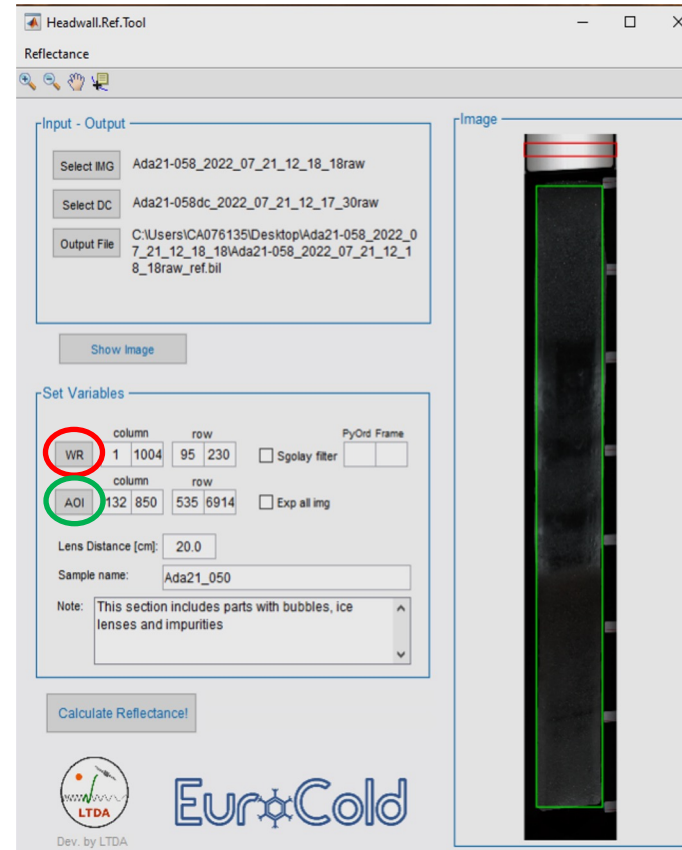 Headwall.Ref.Tool
Reflectance
Input - Output
Select IMG Ada21-058_2022_07_21_12_18_18raw
Select DC Ada21-058dc_2022_07_21_12_17_30raw
Output File C:\Users\CA076135\Desktop\Ada21-058_2022_0
7_21_12_18_18\Ada21-058_2022_07_21_12_1
8_18raw_ref.bil
Show Image
Set Variables
column row PyOrd Frame
WR 1 1004 95 230 Sgolay filter
column row
AOI 132 850 535 6914 Exp all img
Lens Distance [cm]: 20.0
Sample name: Ada21_050
Note: This section includes parts with bubbles, ice
lenses and impurities
Calculate Reflectance!
LTDA
EuroCold
Dev. by LTDA
Image